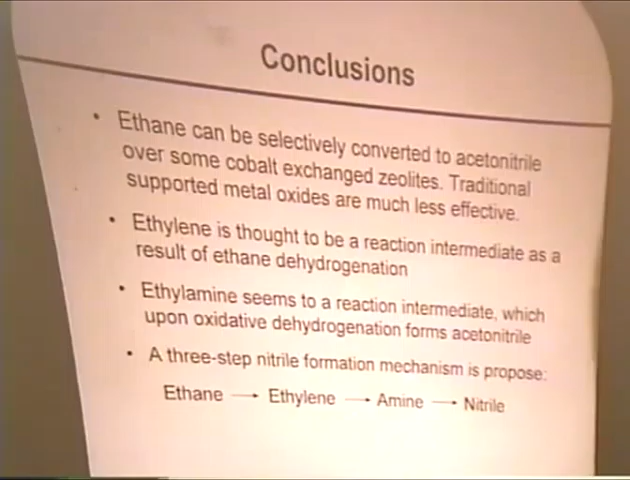 Conclusions
• Ethane can be selectively converted to acetonitrile
over some cobalt exchanged zeolites. Traditional
supported metal oxides are much less effective.
• Ethylene is thought to be a reaction intermediate as a
result of ethane dehydrogenation
• Ethylamine seems to a reaction intermediate, which
upon oxidative dehydrogenation forms acetonitrile
• A three-step nitrile formation mechanism is propose:
Ethane → Ethylene → Amine → Nitrile